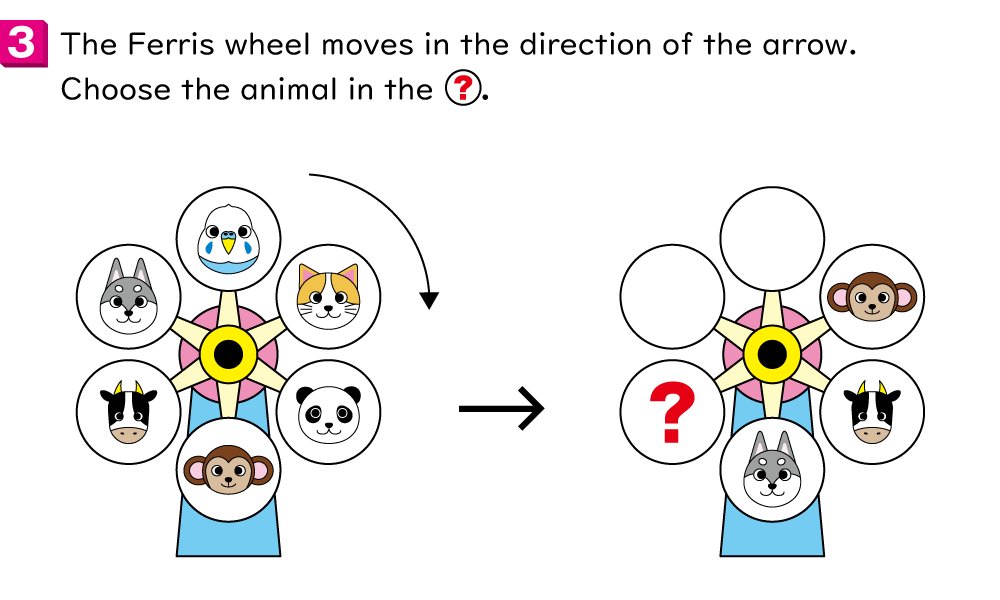 3 The Ferris wheel moves in the direction of the arrow.
Choose the animal in the ?.
?